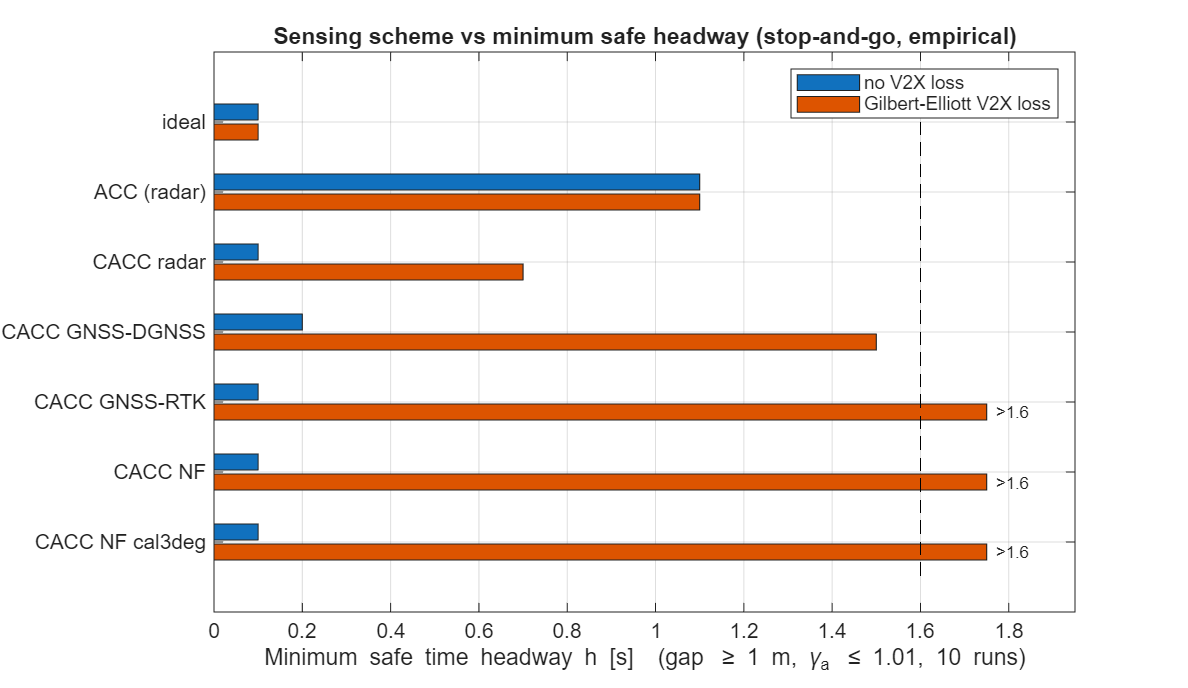 Sensing scheme vs minimum safe headway (stop-and-go, empirical)
no V2X loss
Gilbert-Elliott V2X loss
ideal
ACC (radar)
CACC radar
CACC GNSS-DGNSS
CACC GNSS-RTK
>1.6
CACC NF
>1.6
CACC NF cal3deg
>1.6
0 0.2 0.4 0.6 0.8 1 1.2 1.4 1.6 1.8
Minimum safe time headway h [s] (gap ≥ 1 m, γa ≤ 1.01, 10 runs)